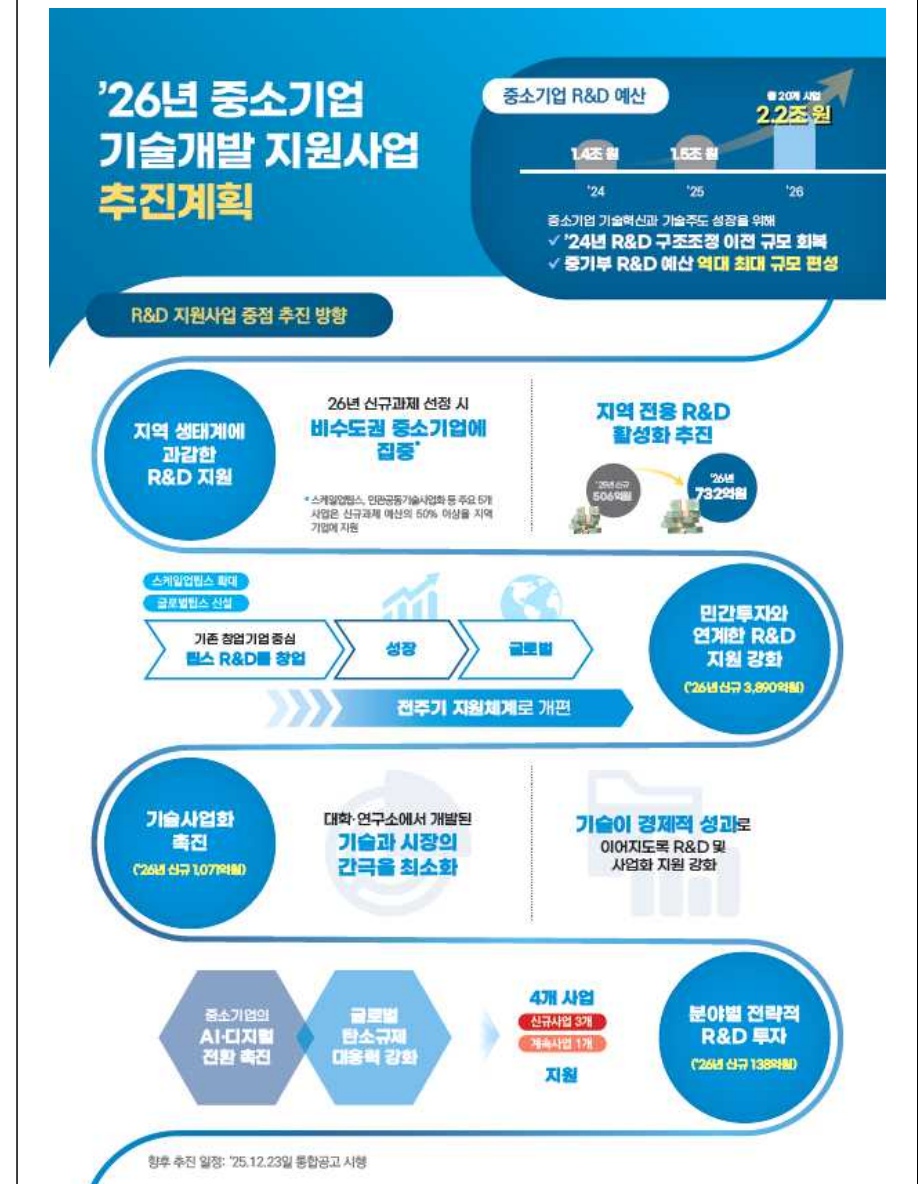 '26년 중소기업
기술개발 지원사업
추진계획
중소기업 R&D 예산
총 20개 사업
2.2조 원
1.4조 원
1.5조 원
'24
'25
'26
중소기업 기술혁신과 기술주도 성장을 위해
✓ '24년 R&D 구조조정 이전 규모 회복
✓ 중기부 R&D 예산 역대 최대 규모 편성
R&D 지원사업 중점 추진 방향
지역 생태계에
과감한
R&D 지원
26년 신규과제 선정 시
비수도권 중소기업에
집중*
* 스케일업팁스, 민관공동기술사업화 등 주요 5개
사업은 신규과제 예산의 50% 이상을 지역
기업에 지원
지역 전용 R&D
활성화 추진
'25년 신규
506억원
'26년
732억원
스케일업팁스 확대
글로벌팁스 신설
기존 창업기업 중심
팁스 R&D를 창업
성장
글로벌
전주기 지원체계로 개편
민간투자와
연계한 R&D
지원 강화
('26년 신규 3,890억원)
기술사업화
촉진
('26년 신규 1,077억원)
대학·연구소에서 개발된
기술과 시장의
간극을 최소화
기술이 경제적 성과로
이어지도록 R&D 및
사업화 지원 강화
중소기업의
AI·디지털
전환 촉진
글로벌
탄소규제
대응력 강화
4개 사업
신규사업 3개
계속사업 1개
지원
분야별 전략적
R&D 투자
('26년 신규 138억원)
향후 추진 일정: '25.12.23일 통합공고 시행